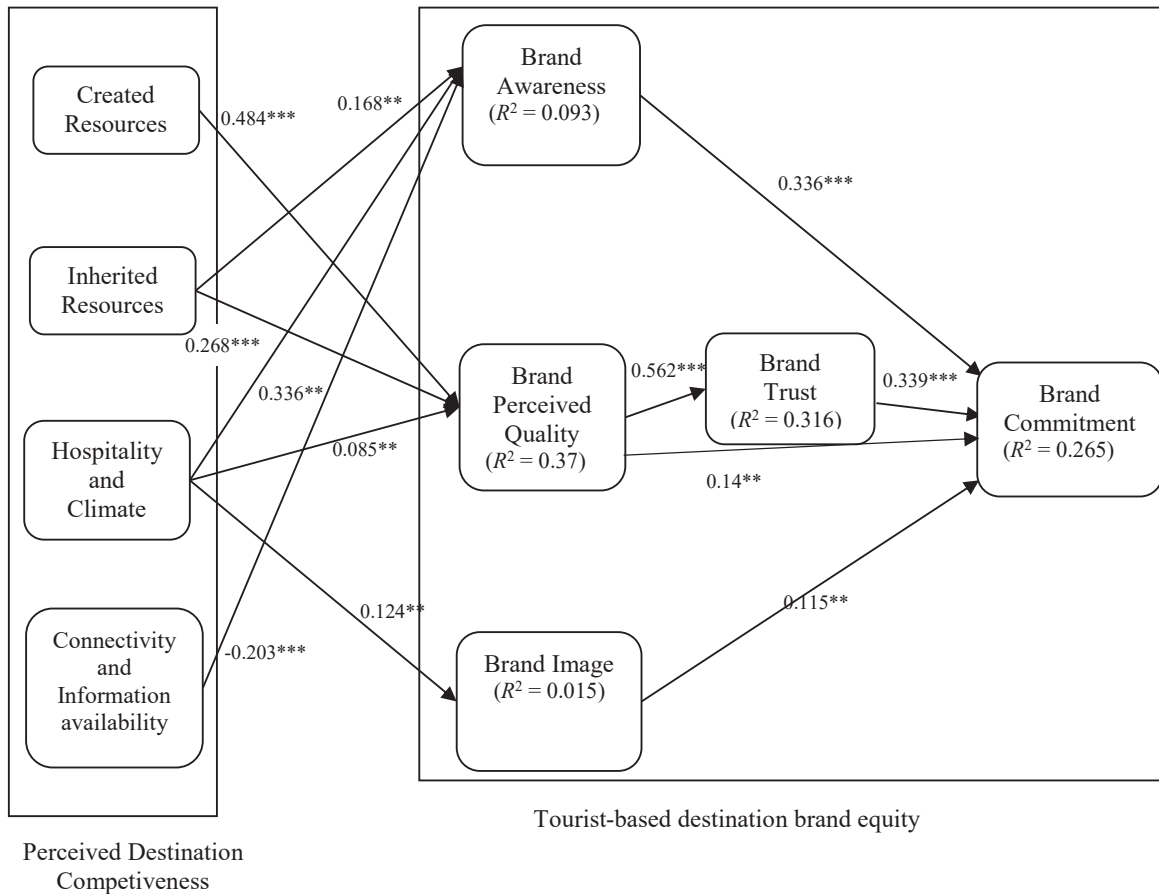 Created
Resources
Inherited
Resources
Hospitality
and
Climate
Connectivity
and
Information
availability
Perceived Destination
Competiveness
0.484***
0.168**
0.268***
0.336**
0.085**
0.124**
-0.203***
Brand
Awareness
(R² = 0.093)
Brand
Perceived
Quality
(R² = 0.37)
Brand Image
(R² = 0.015)
0.336***
0.562***
Brand
Trust
(R² = 0.316)
0.339***
0.14**
0.115**
Brand
Commitment
(R² = 0.265)
Tourist-based destination brand equity